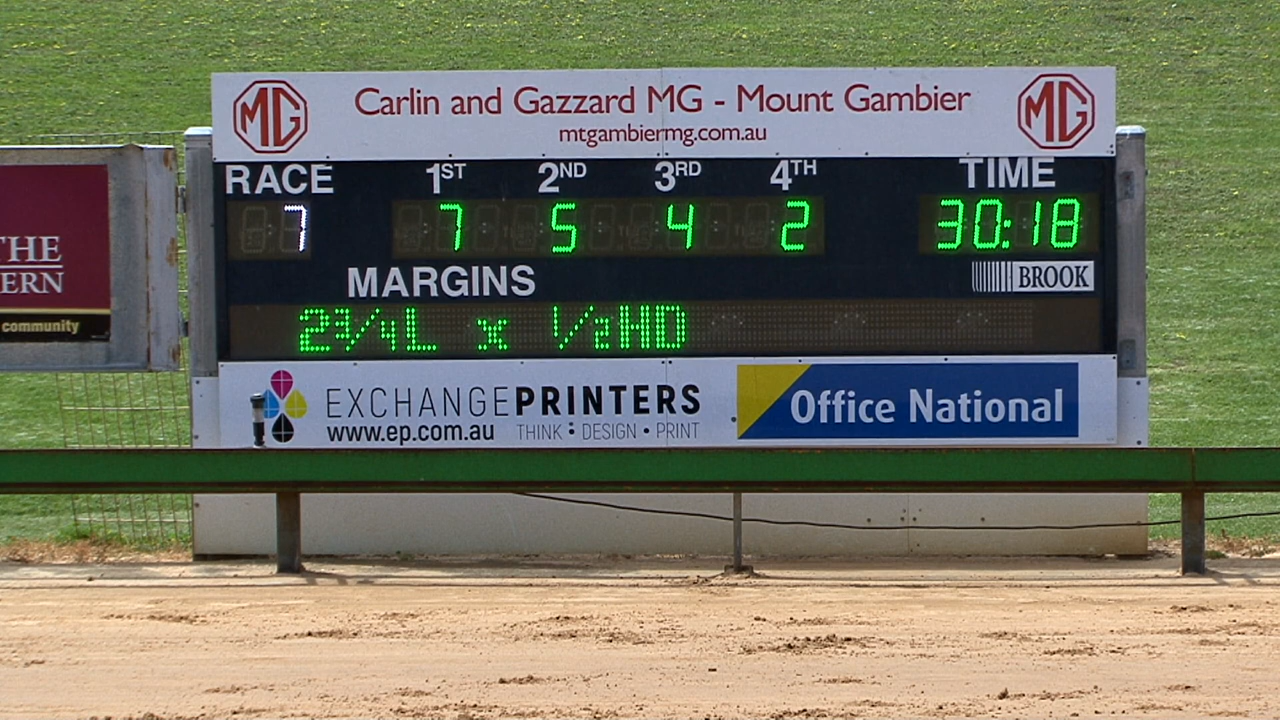 MG Carlin and Gazzard MG - Mount Gambier MG
mtgambiermg.com.au
RACE 1ST 2ND 3RD 4TH TIME
7 7 5 4 2 30:18
MARGINS BROOK
2¾L x ½HD
THE
ERN
community
EXCHANGEPRINTERS
www.ep.com.au THINK : DESIGN • PRINT
Office National